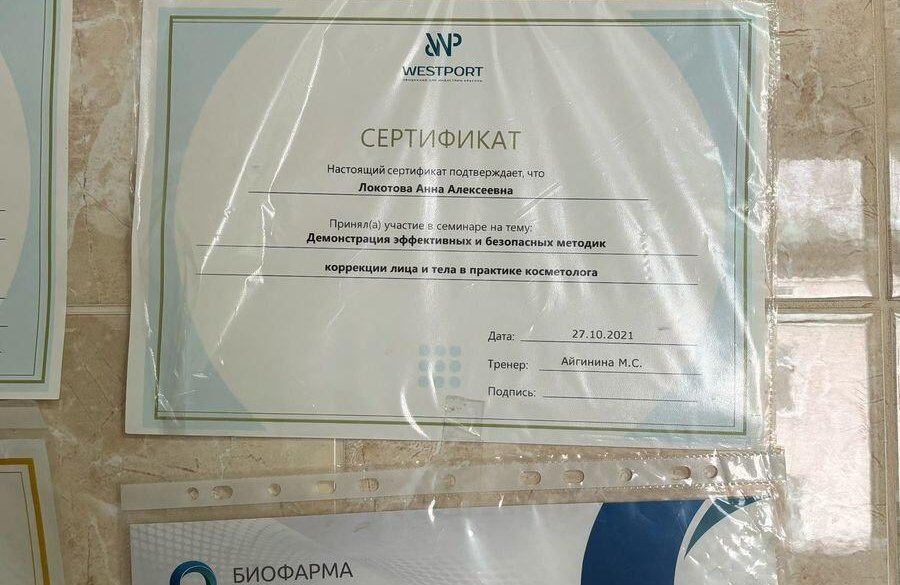 WP
WESTPORT
СЕРТИФИКАТ
Настоящий сертификат подтверждает, что
Локотова Анна Алексеевна
Принял(а) участие в семинаре на тему:
Демонстрация эффективных и безопасных методик
коррекции лица и тела в практике косметолога
Дата: 27.10.2021
Тренер: Айгинина М.С.
Подпись:
БИОФАРМА